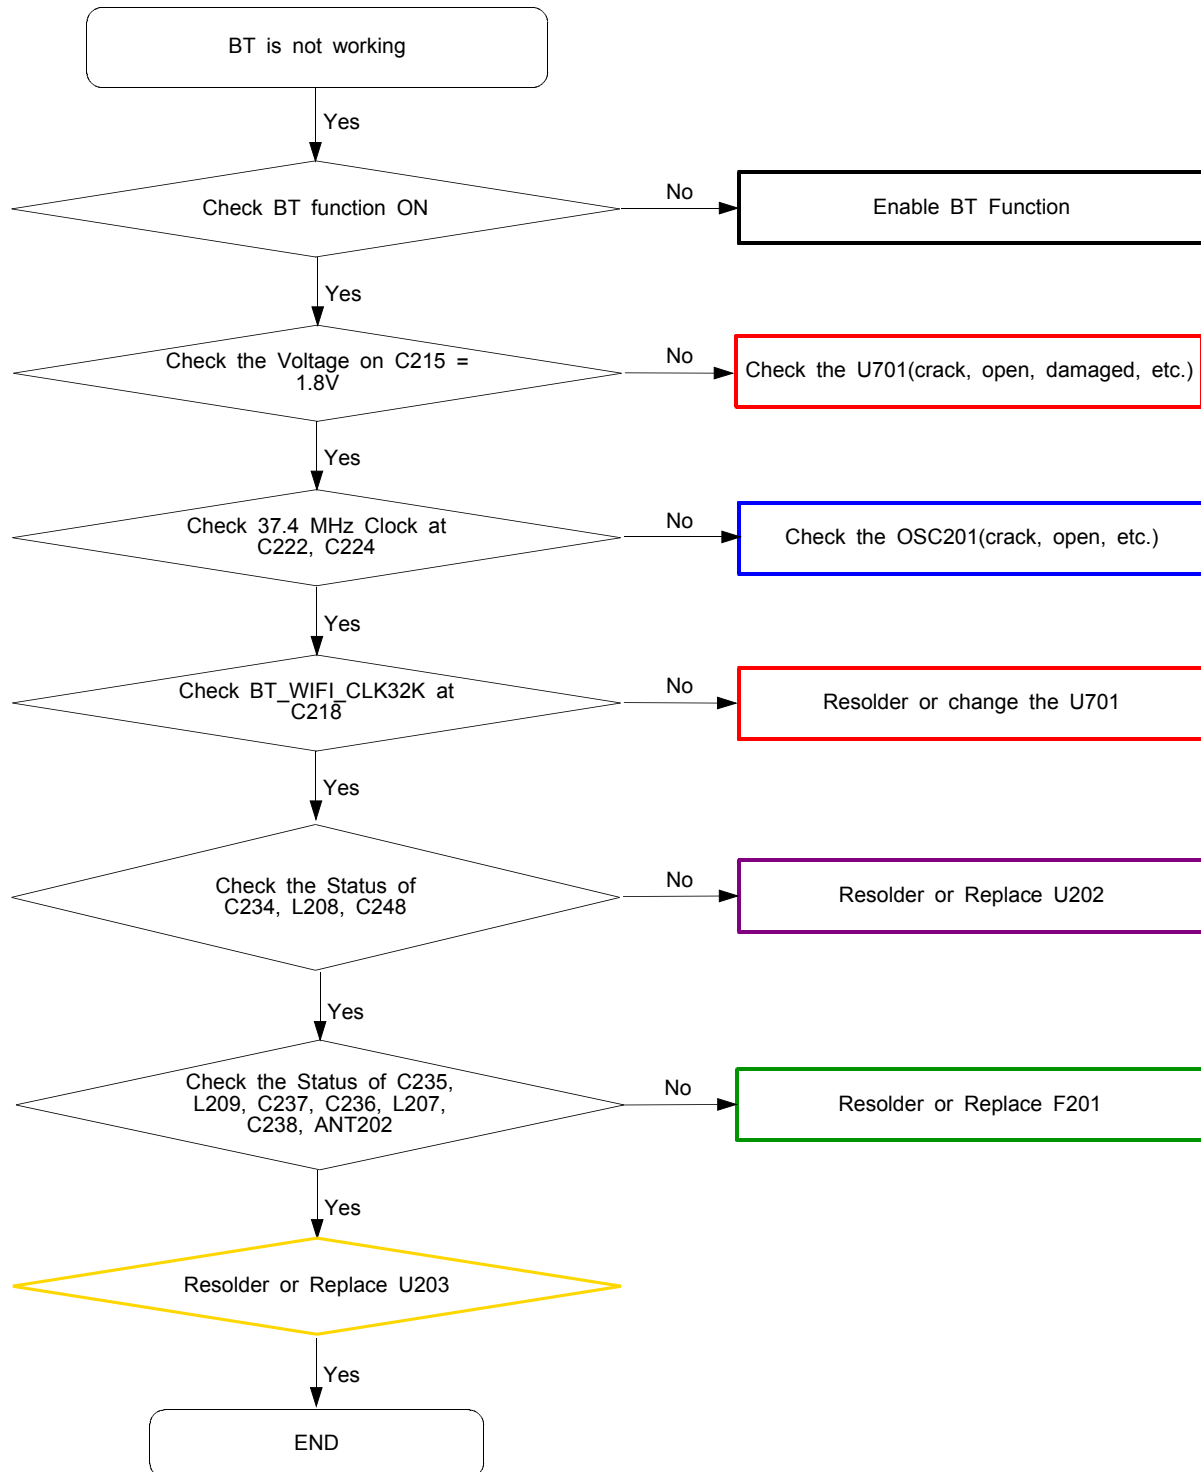 BT is not working
Yes
Check BT function ON
No
Enable BT Function
Yes
Check the Voltage on C215 =
1.8V
No
Check the U701(crack, open, damaged, etc.)
Yes
Check 37.4 MHz Clock at
C222, C224
No
Check the OSC201(crack, open, etc.)
Yes
Check BT_WIFI_CLK32K at
C218
No
Resolder or change the U701
Yes
Check the Status of
C234, L208, C248
No
Resolder or Replace U202
Yes
Check the Status of C235,
L209, C237, C236, L207,
C238, ANT202
No
Resolder or Replace F201
Yes
Resolder or Replace U203
Yes
END